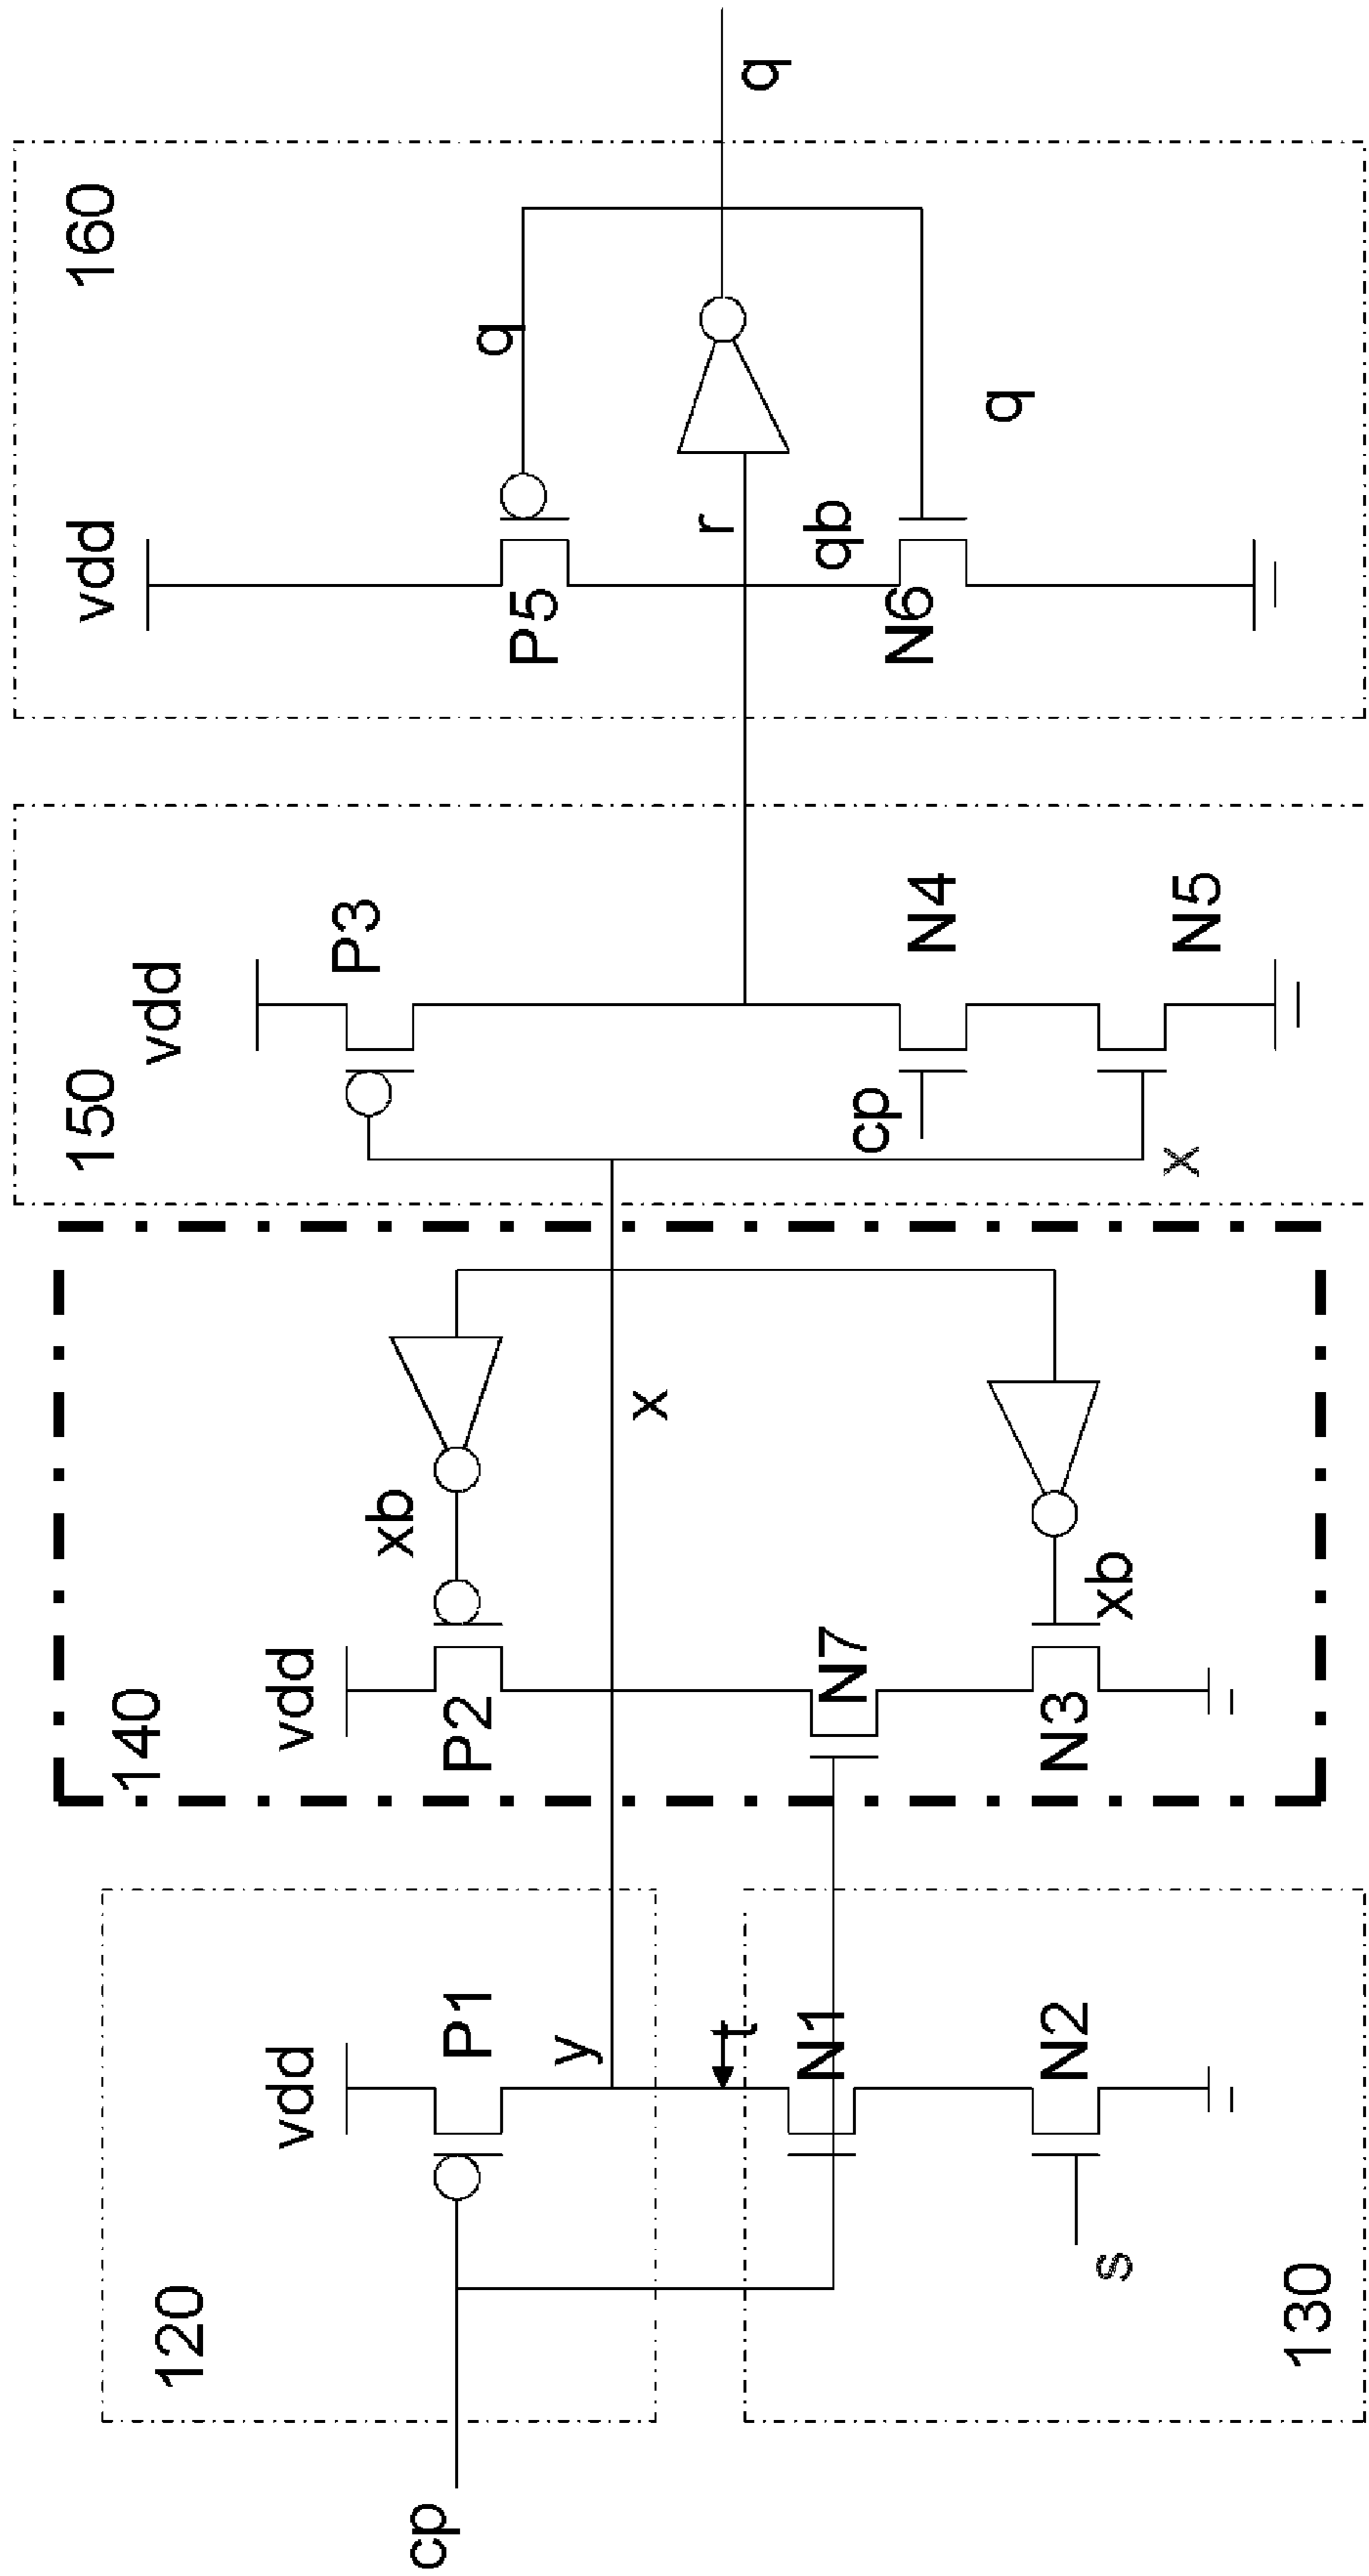 120
vdd
P1
cp
y
t
N1
N2
s
130
140
vdd
P2
xb
x
N7
N3
xb
150
vdd
P3
cp
N4
N5
x
160
vdd
P5
q
r
qb
N6
q
q